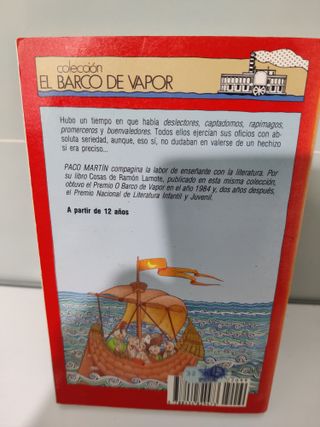 colección
EL BARCO DE VAPOR
Hubo un tiempo en que había deslectores, captadomos, rapimagos,
promerceros y buenvaledores. Todos ellos ejercían sus oficios con ab-
soluta seriedad, aunque, eso sí, no dudaban en valerse de un hechizo
si era preciso...
PACO MARTÍN compagina la labor de enseñante con la literatura. Por
su libro Cosas de Ramón Lamote, publicado en esta misma colección,
obtuvo el Premio O Barco de Vapor en el año 1984 y, dos años después,
el Premio Nacional de Literatura Infantil y Juvenil.
A partir de 12 años